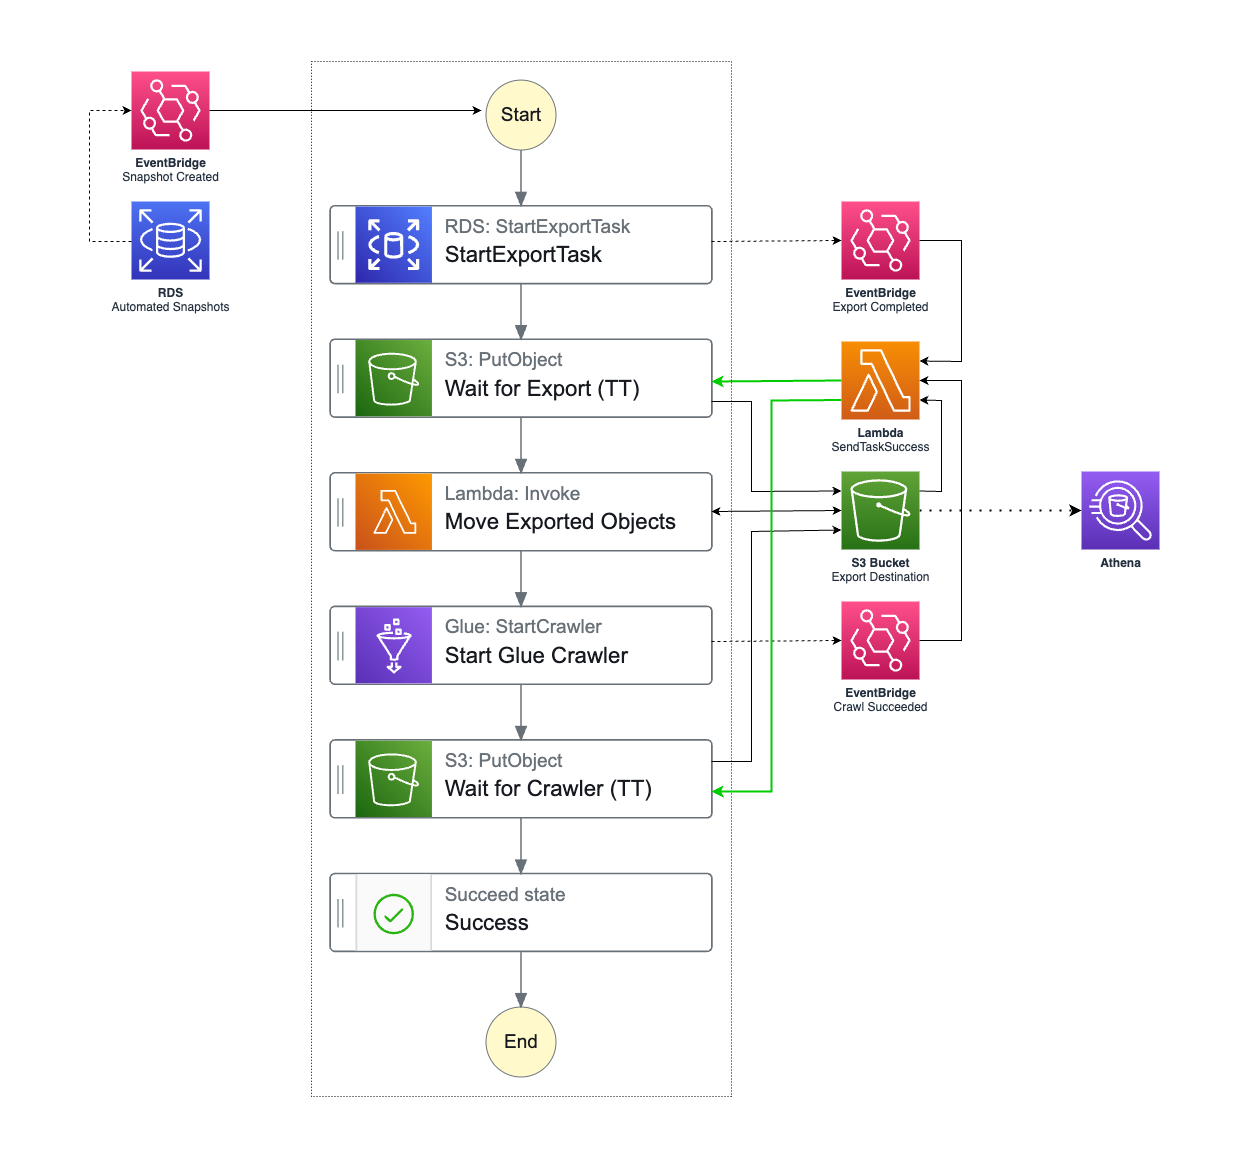 EventBridge
Snapshot Created
RDS
Automated Snapshots
Start
RDS: StartExportTask
StartExportTask
S3: PutObject
Wait for Export (TT)
Lambda: Invoke
Move Exported Objects
Glue: StartCrawler
Start Glue Crawler
S3: PutObject
Wait for Crawler (TT)
Succeed state
Success
End
EventBridge
Export Completed
Lambda
SendTaskSuccess
S3 Bucket
Export Destination
EventBridge
Crawl Succeeded
Athena